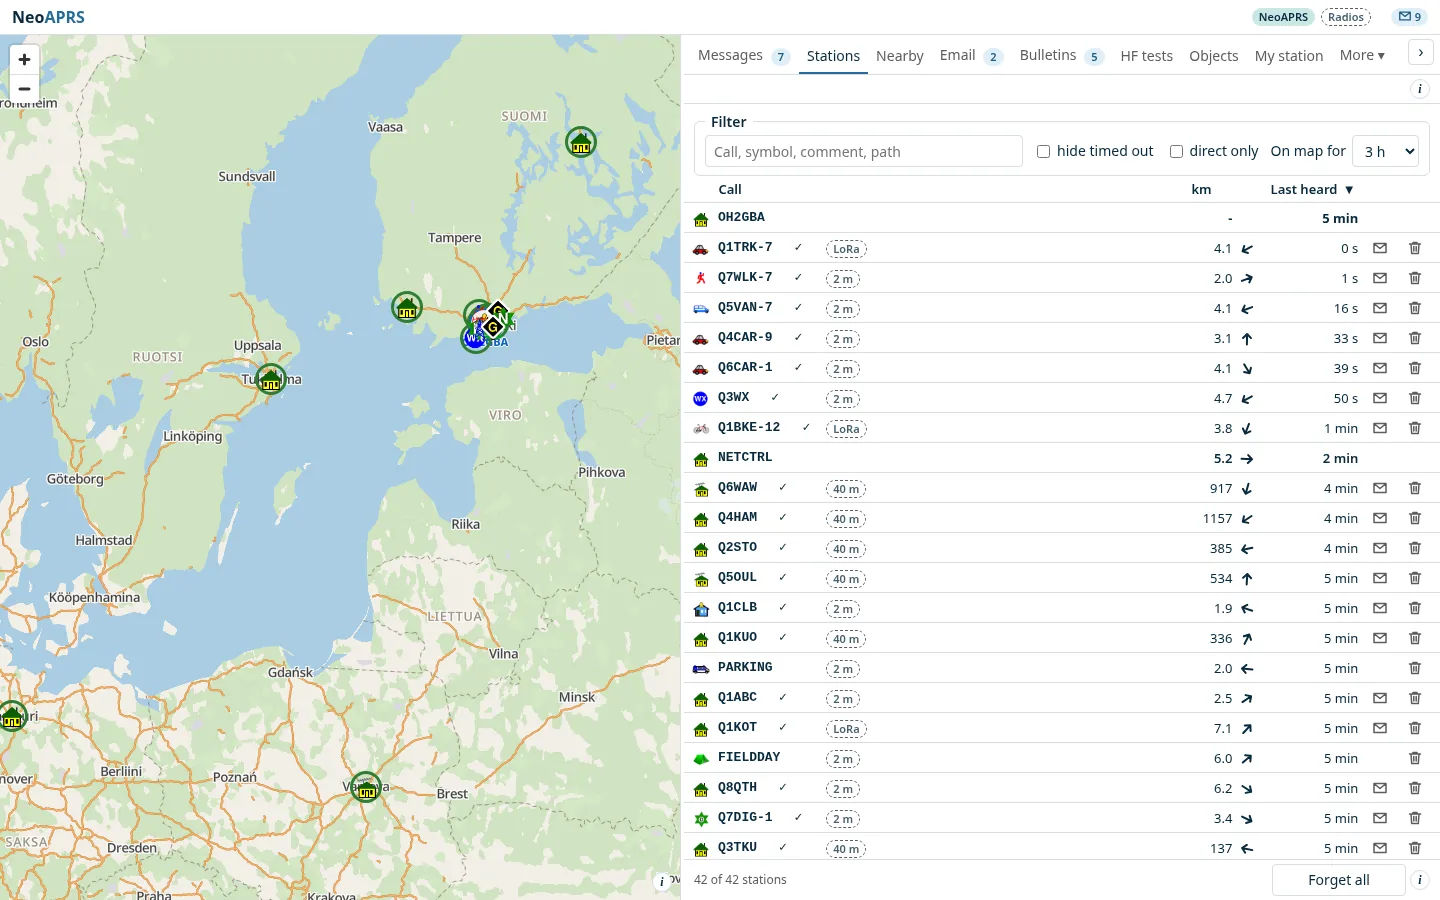 NeoAPRS
NeoAPRS
Radios
9
Messages 7
Stations
Nearby
Email 2
Bulletins 5
HF tests
Objects
My station
More ▾
›
i
Filter
Call, symbol, comment, path
hide timed out
direct only
On map for
3 h
Call km Last heard ▼
OH2GBA - 5 min
Q1TRK-7 ✓ LoRa 4.1 0 s
Q7WLK-7 ✓ 2 m 2.0 1 s
Q5VAN-7 ✓ 2 m 4.1 16 s
Q4CAR-9 ✓ 2 m 3.1 33 s
Q6CAR-1 ✓ 2 m 4.1 39 s
WX Q3WX ✓ 2 m 4.7 50 s
Q1BKE-12 ✓ LoRa 3.8 1 min
NETCTRL 5.2 2 min
Q6WAW ✓ 40 m 917 4 min
Q4HAM ✓ 40 m 1157 4 min
Q2STO ✓ 40 m 385 4 min
Q5OUL ✓ 40 m 534 5 min
Q1CLB ✓ 2 m 1.9 5 min
Q1KUO ✓ 40 m 336 5 min
PARKING 2 m 2.0 5 min
Q1ABC ✓ 2 m 2.5 5 min
Q1KOT ✓ LoRa 7.1 5 min
FIELDDAY 2 m 6.0 5 min
Q8QTH ✓ 2 m 6.2 5 min
Q7DIG-1 ✓ 2 m 3.4 5 min
Q3TKU ✓ 40 m 137 5 min
42 of 42 stations
Forget all
i
+
−
SUOMI
Vaasa
Sundsvall
Tampere
G
G
Oslo
RUOTSI
Uppsala
Linköping
VIRO
Göteborg
Pihkova
Riika
Halmstad
Kööpenhamina
LIETTUA
Vilna
Gdańsk
Minsk
Berliini
Poznań
Brest
SAKSA
Dresden
Praha
Krakova
i